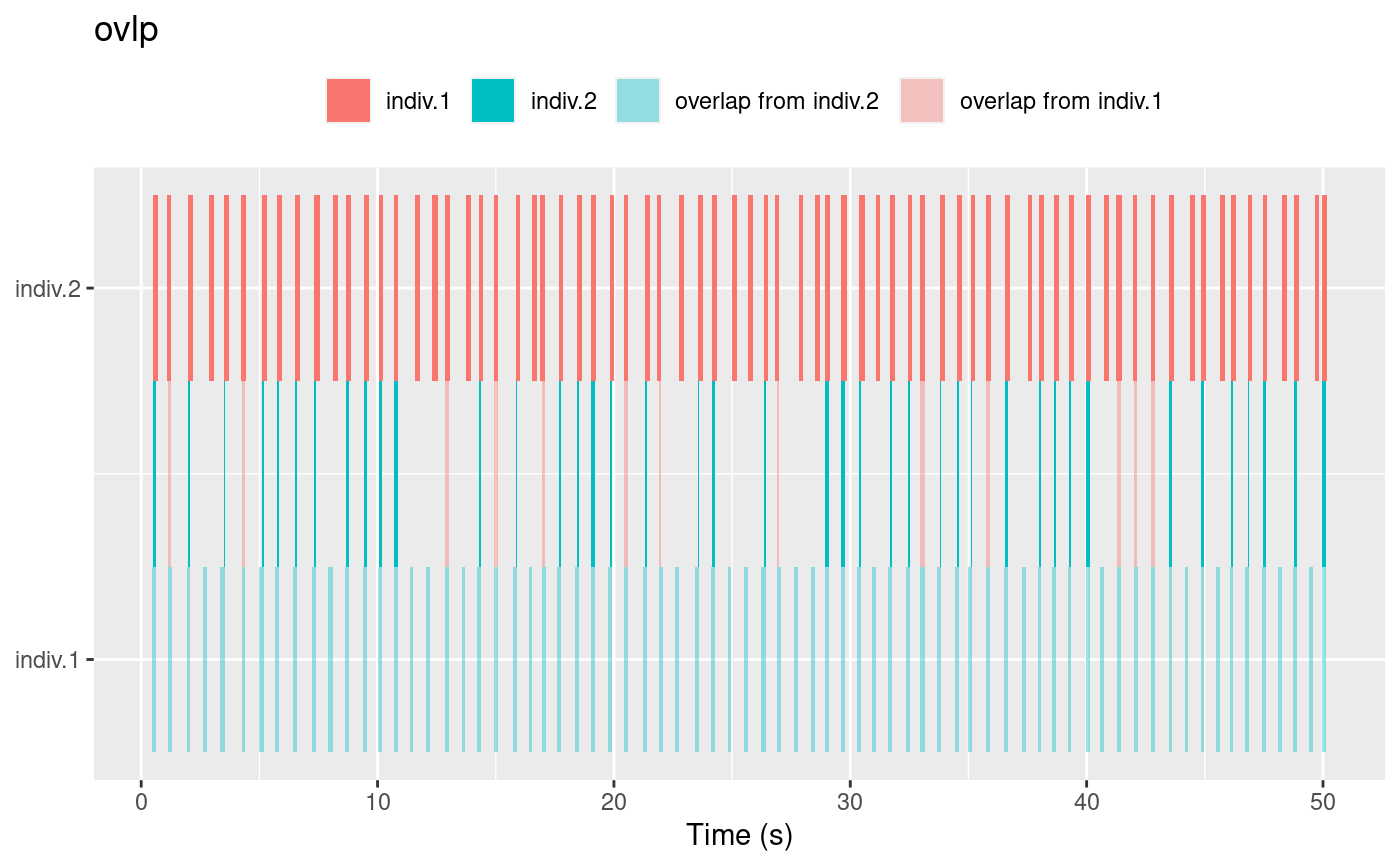 ovlp
indiv.1 indiv.2 overlap from indiv.2 overlap from indiv.1
indiv.2
indiv.1
0 10 20 30 40 50
Time (s)